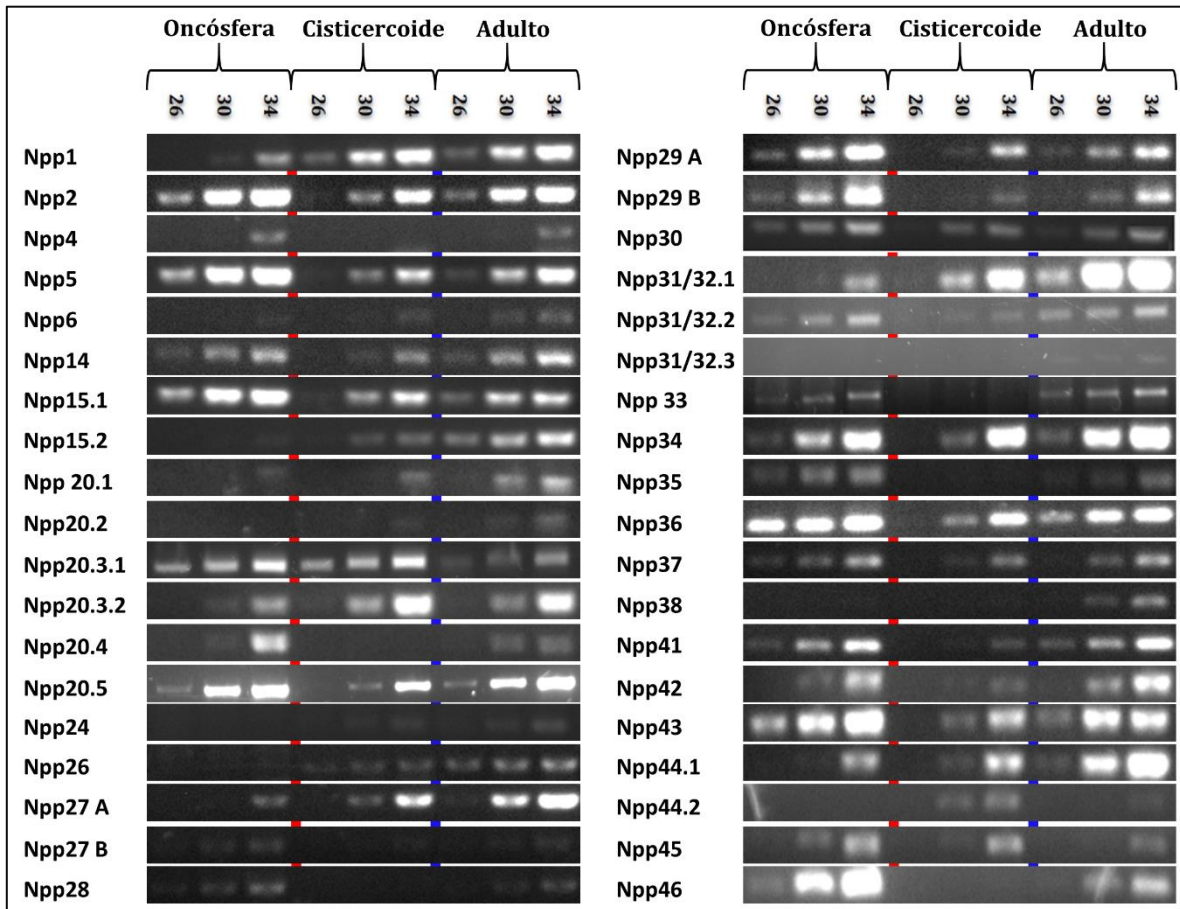 Oncósfera Cisticercoide Adulto
26 30 34 26 30 34 26 30 34
Npp1
Npp2
Npp4
Npp5
Npp6
Npp14
Npp15.1
Npp15.2
Npp 20.1
Npp20.2
Npp20.3.1
Npp20.3.2
Npp20.4
Npp20.5
Npp24
Npp26
Npp27 A
Npp27 B
Npp28
Oncósfera Cisticercoide Adulto
26 30 34 26 30 34 26 30 34
Npp29 A
Npp29 B
Npp30
Npp31/32.1
Npp31/32.2
Npp31/32.3
Npp 33
Npp34
Npp35
Npp36
Npp37
Npp38
Npp41
Npp42
Npp43
Npp44.1
Npp44.2
Npp45
Npp46